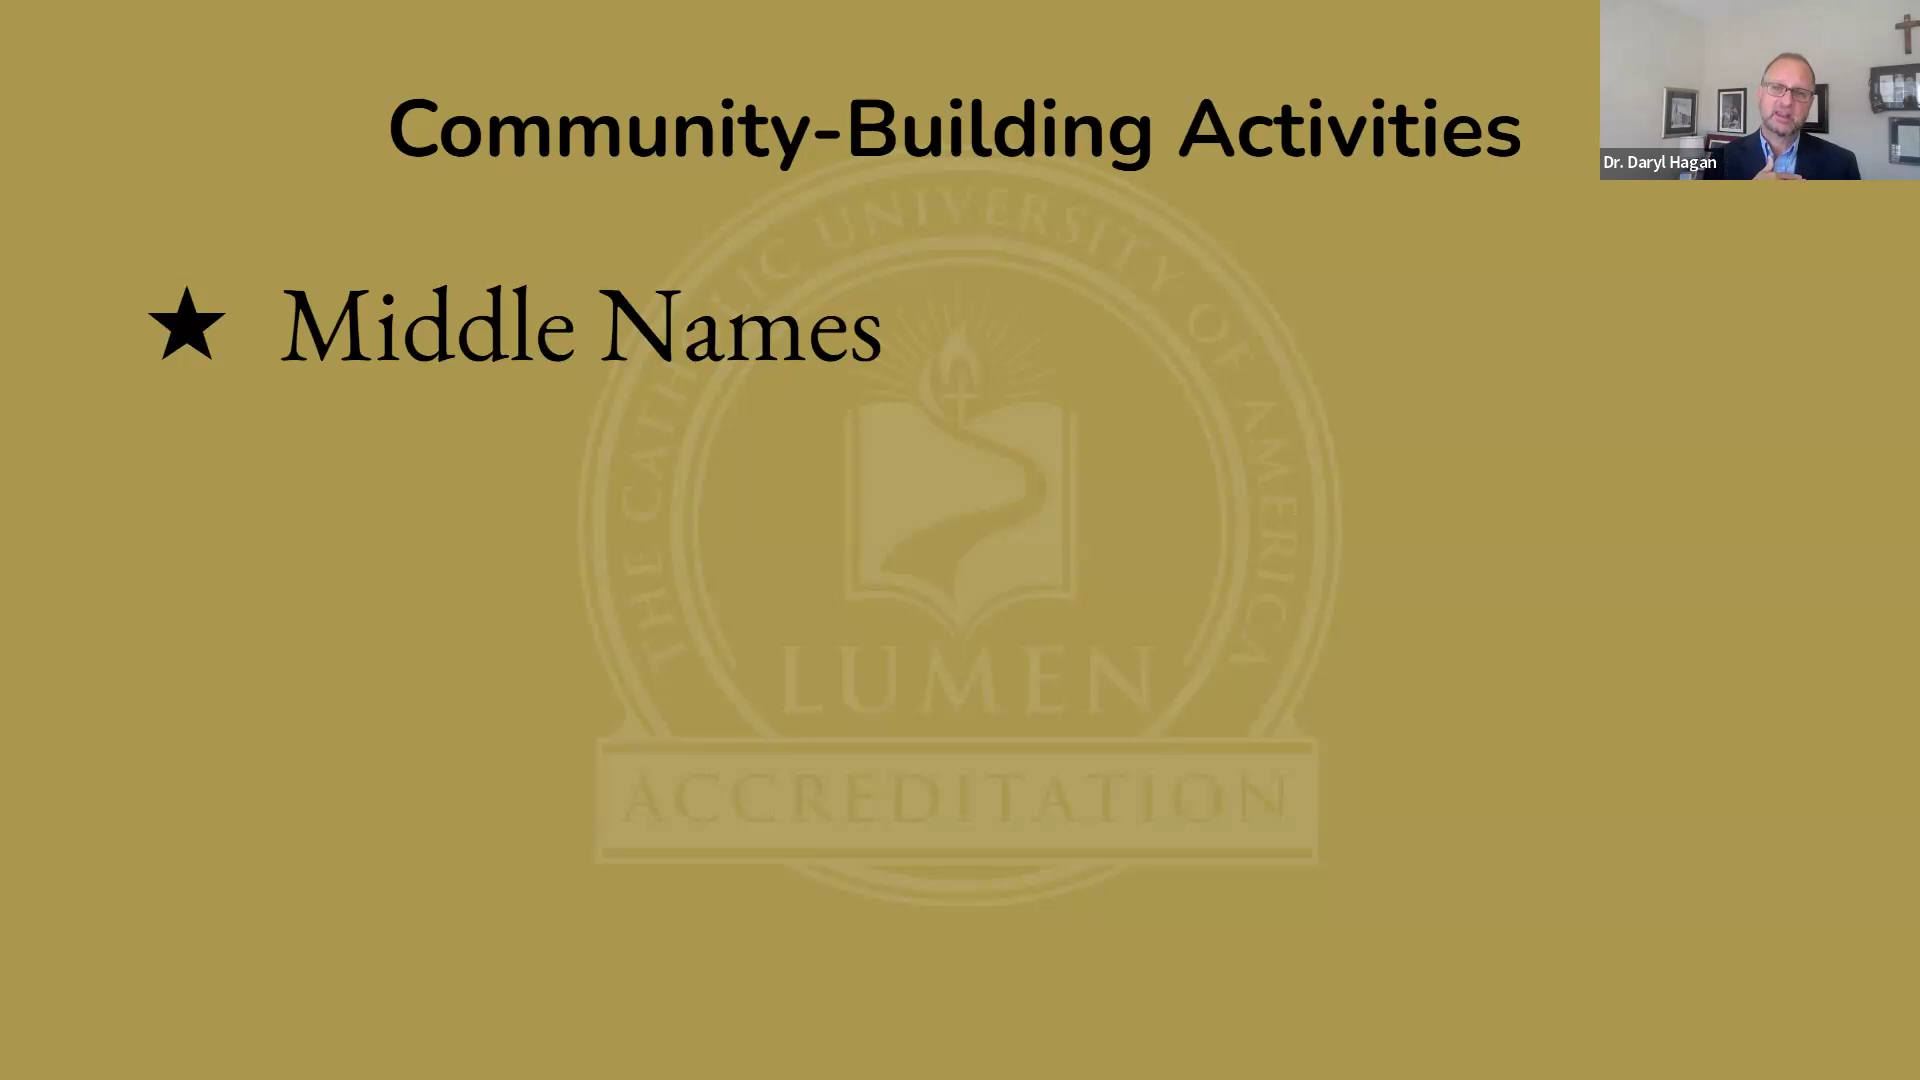 Community-Building Activities
Dr. Daryl Hagan
★ Middle Names
THE CATHOLIC UNIVERSITY OF AMERICA
LUMEN
ACCREDITATION